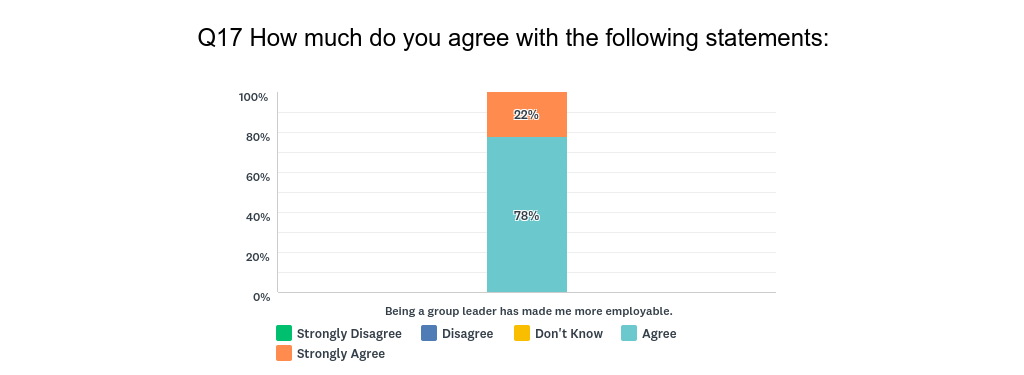 Q17 How much do you agree with the following statements:
100%
22%
80%
60%
78%
40%
20%
0%
Being a group leader has made me more employable.
Strongly Disagree Disagree Don't Know Agree
Strongly Agree